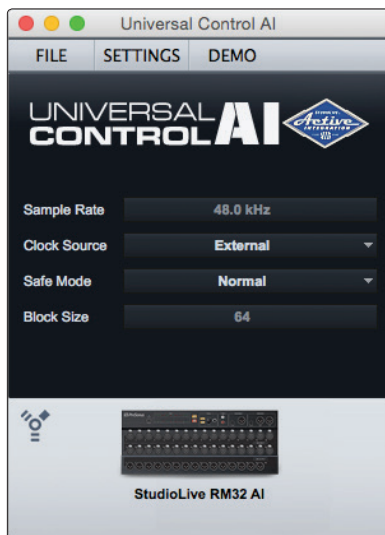 Universal Control AI
FILE SETTINGS DEMO
UNIVERSAL
CONTROL AI
Active
INTEGRATION
Sample Rate 48.0 kHz
Clock Source External
Safe Mode Normal
Block Size 64
StudioLive RM32 AI